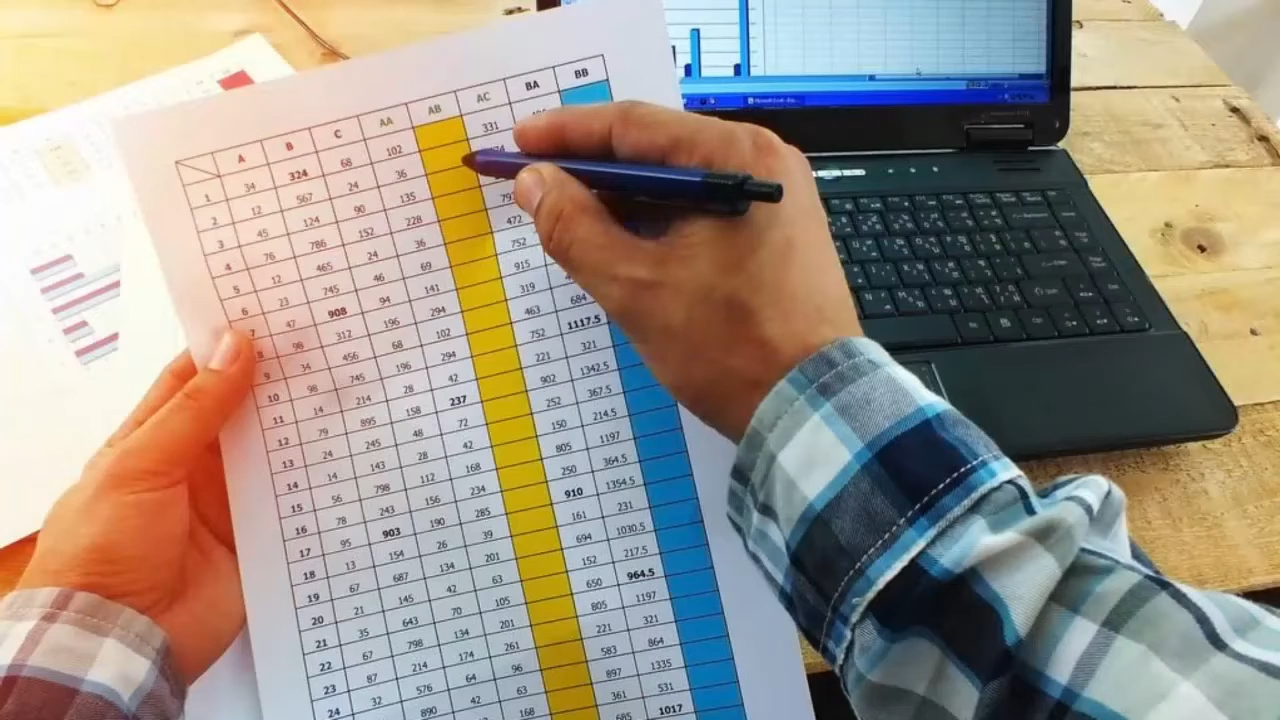 A B C AA AB AC BA BB
1 34 324 68 102 331
2 12 567 24 36
3 45 124 90 135
4 76 786 152 228
5 12 465 24 36 472
6 23 745 46 69 752
7 47 908 94 141 915
8 98 312 196 294 319
9 34 456 68 102 463 684
10 98 745 196 294 752 1117.5
11 14 214 28 42 221 321
12 79 895 158 237 902 1342.5
13 24 245 48 72 252 367.5
14 14 143 28 42 150 214.5
15 56 798 112 168 805 1197
16 78 243 156 234 250 364.5
17 95 903 190 285 910 1354.5
18 13 154 26 39 161 231
19 67 687 134 201 694 1030.5
20 21 145 42 63 152 217.5
21 35 643 70 105 650 964.5
22 67 798 134 201 805 1197
23 87 214 174 261 221 321
24 32 576 64 96 583 864
890 42 63 897 1335
168 361 531
685 1017